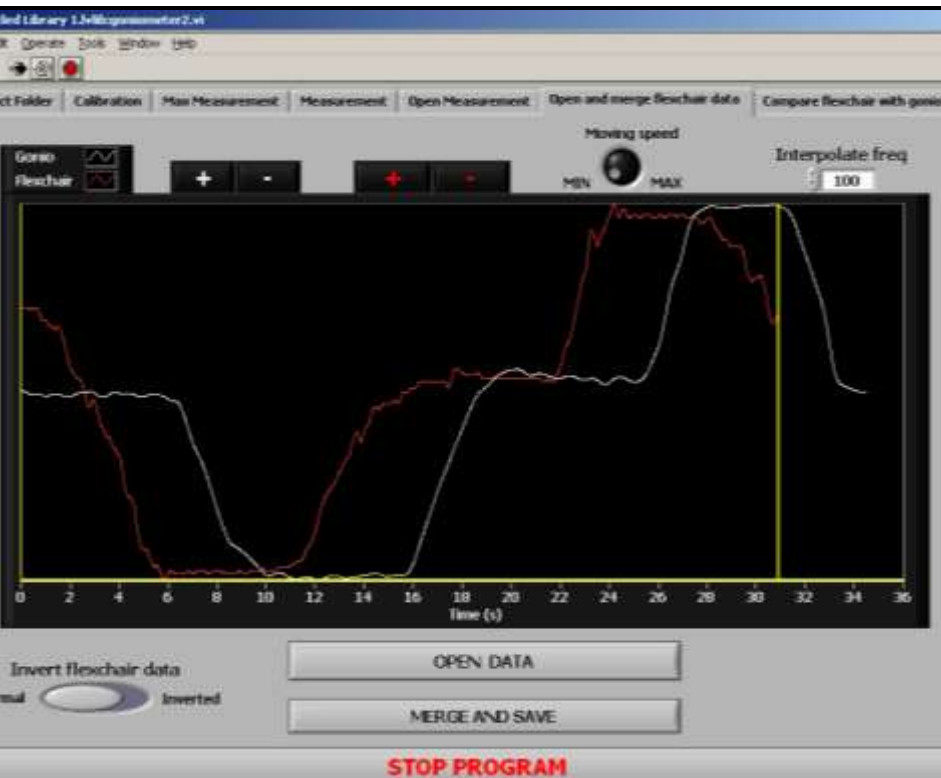 Library 1.lvlib:goniometer2.vi
Operate Tools Window Help
ct Folder Calibration Max Measurement Measurement Open Measurement Open and merge flexchair data Compare flexchair with gonio
Moving speed
Gonio
Flexchair
+ - + -
MIN MAX
Interpolate freq
100
0 2 4 6 8 10 12 14 16 18 20 22 24 26 28 30 32 34 36
Time (s)
Invert flexchair data
mal Inverted
OPEN DATA
MERGE AND SAVE
STOP PROGRAM